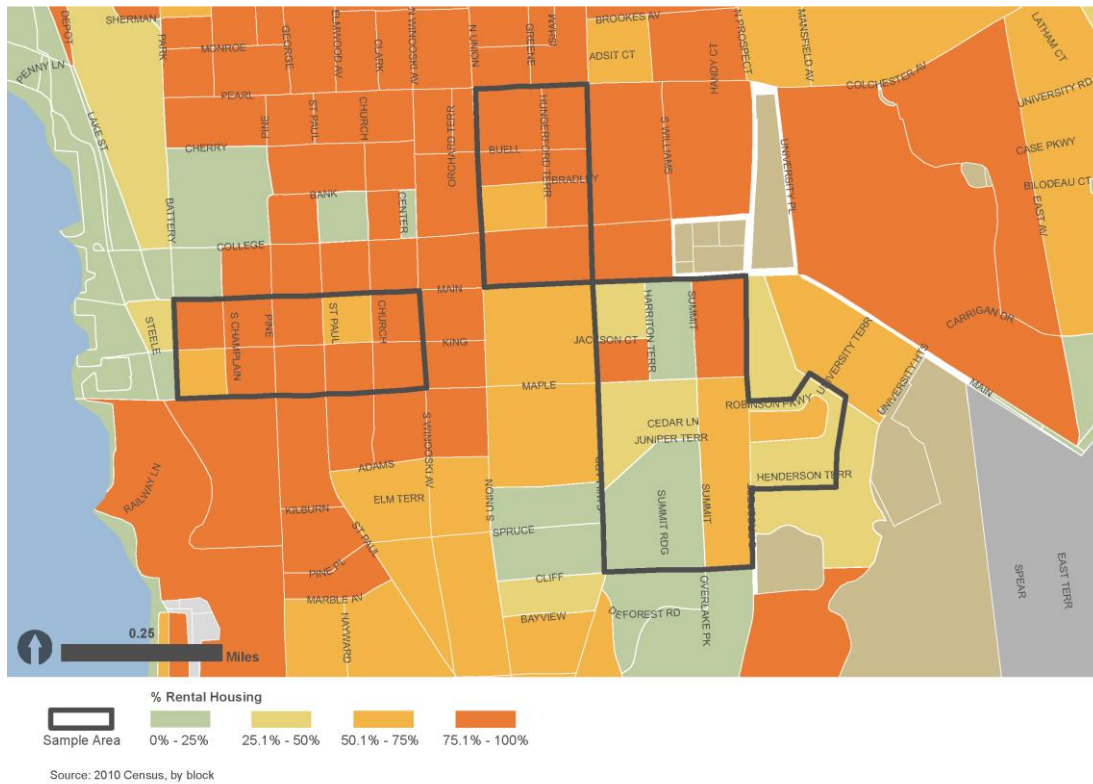 DEPOT
SHERMAN
PARK
MONROE
GEORGE
ELMWOOD AV
CLARK
N WINOOSKI AV
N UNION
GREENE
ISHAM
BROOKES AV
ADSIT CT
HANDY CT
N PROSPECT
MANSFIELD AV
COLCHESTER AV
LATHAM CT
UNIVERSITY RD
CASE PKWY
BILODEAU CT
EAST AV
PENNY LN
LAKE ST
PEARL
CHERRY
PINE
ST PAUL
CHURCH
ORCHARD TERR
BUELL
HUNGERFORD TERR
BRADLEY
S WILLIAMS
UNIVERSITY PL
BATTERY
BANK
CENTER
COLLEGE
MAIN
STEELE
S CHAMPLAIN
PINE
ST PAUL
CHURCH
KING
JACKSON CT
HARRITON TERR
SUMMIT
UNIVERSITY TERR
UNIVERSITY HTS
CARRIGAN DR
MAIN
MAPLE
ROBINSON PKWY
CEDAR LN
JUNIPER TERR
HENDERSON TERR
S WINOOSKI AV
ADAMS
RAILWAY LN
ELM TERR
KILBURN
ST PAUL
S UNION
SPRUCE
SUMMIT RDG
SUMMIT
PINE PL
MARBLE AV
HAYWARD
CLIFF
BAYVIEW
DEFOREST RD
OVERLAKE PK
SPEAR
EAST TERR
0.25
Miles
% Rental Housing
Sample Area
0% - 25%
25.1% - 50%
50.1% - 75%
75.1% - 100%
Source: 2010 Census, by block